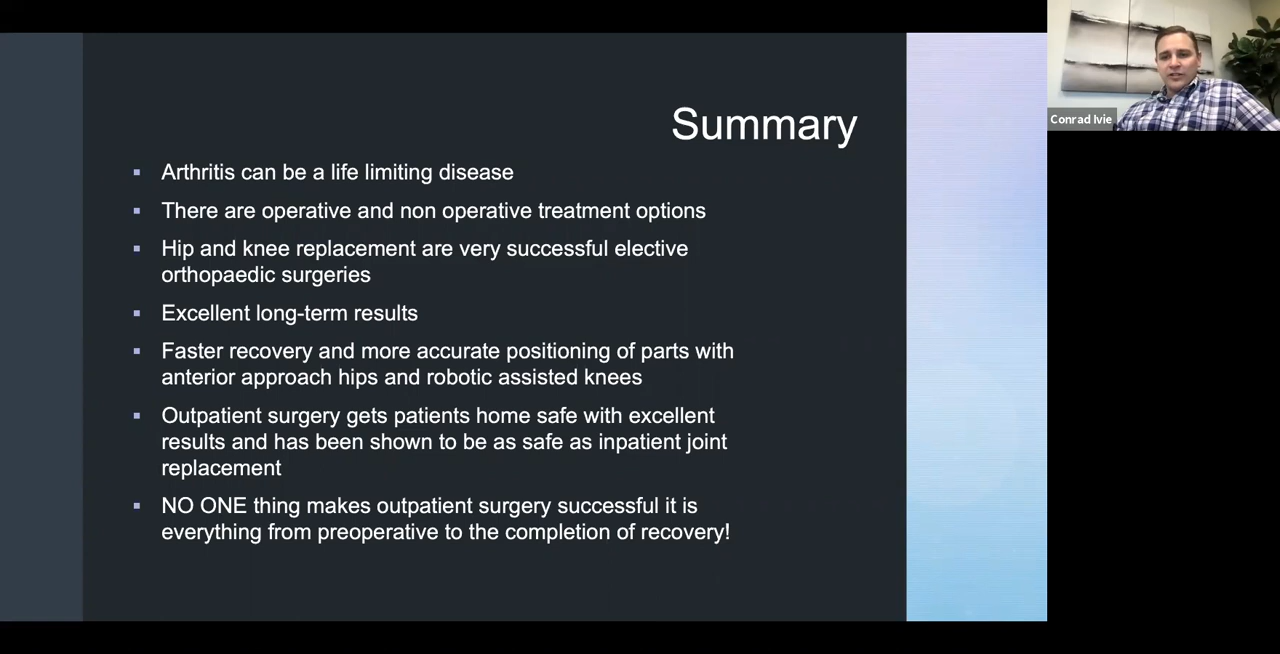 Summary
▪ Arthritis can be a life limiting disease
▪ There are operative and non operative treatment options
▪ Hip and knee replacement are very successful elective
orthopaedic surgeries
▪ Excellent long-term results
▪ Faster recovery and more accurate positioning of parts with
anterior approach hips and robotic assisted knees
▪ Outpatient surgery gets patients home safe with excellent
results and has been shown to be as safe as inpatient joint
replacement
▪ NO ONE thing makes outpatient surgery successful it is
everything from preoperative to the completion of recovery!
Conrad Ivie